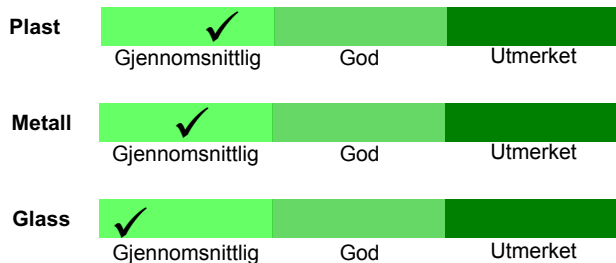 Plast
Gjennomsnittlig God Utmerket
Metall
Gjennomsnittlig God Utmerket
Glass
Gjennomsnittlig God Utmerket